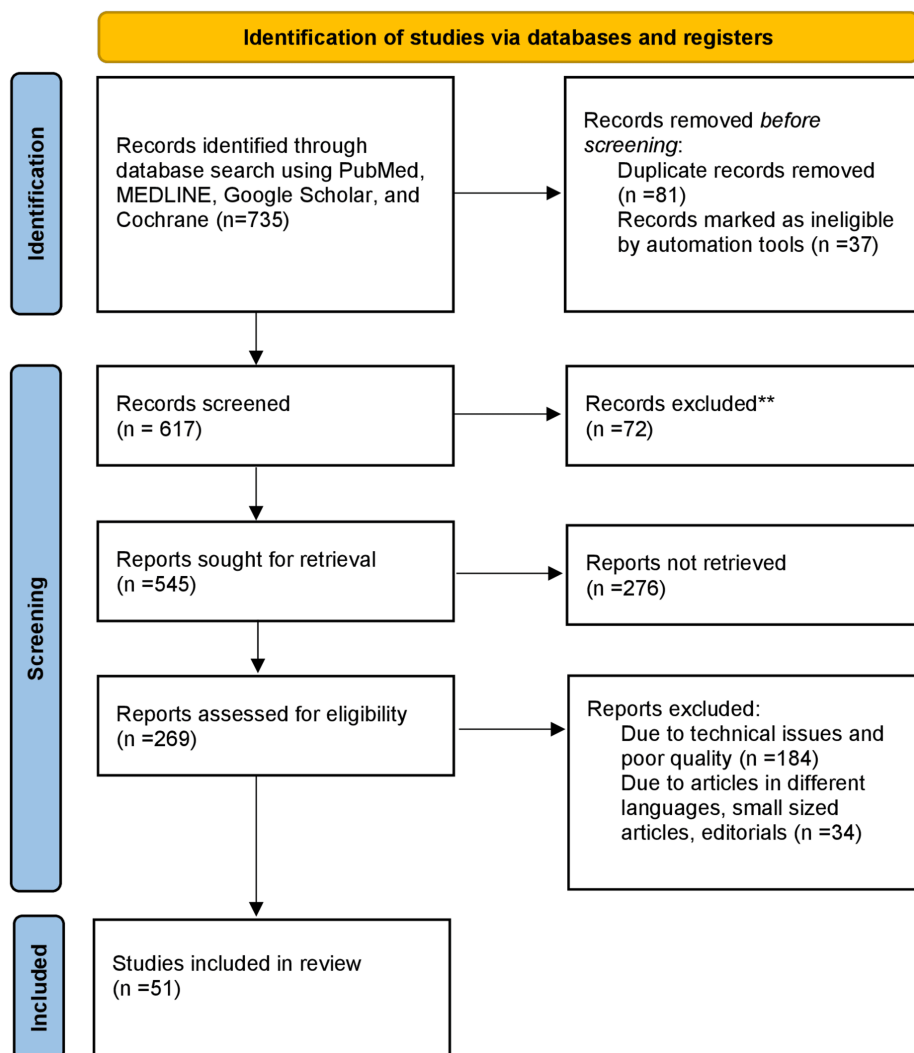 Identification of studies via databases and registers
Identification
Records identified through
database search using PubMed,
MEDLINE, Google Scholar, and
Cochrane (n=735)
Records removed before
screening:
Duplicate records removed
(n =81)
Records marked as ineligible
by automation tools (n =37)
Screening
Records screened
(n = 617)
Records excluded**
(n =72)
Reports sought for retrieval
(n =545)
Reports not retrieved
(n =276)
Reports assessed for eligibility
(n =269)
Reports excluded:
Due to technical issues and
poor quality (n =184)
Due to articles in different
languages, small sized
articles, editorials (n =34)
Included
Studies included in review
(n =51)